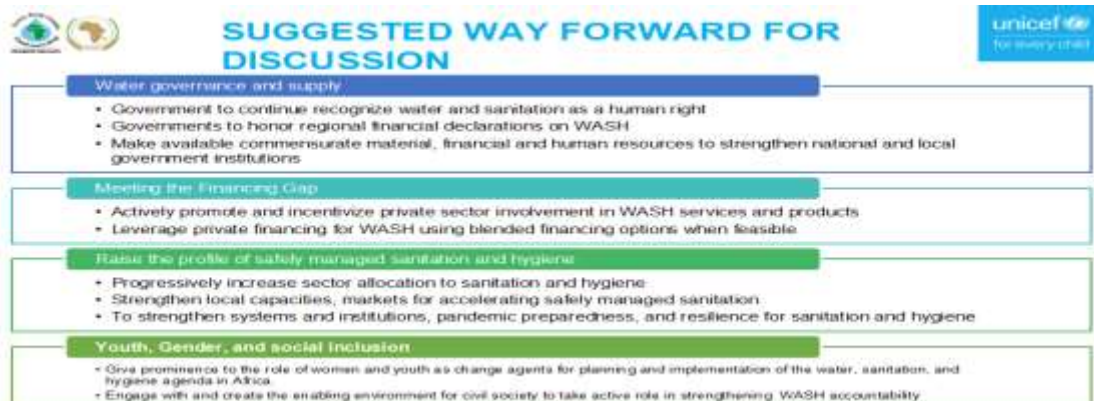 SUGGESTED WAY FORWARD FOR
DISCUSSION
unicef
for every child
Water governance and supply
• Government to continue recognize water and sanitation as a human right
• Governments to honor regional financial declarations on WASH
• Make available commensurate material, financial and human resources to strengthen national and local
government institutions
Meeting the Financing Gap
• Actively promote and incentivize private sector involvement in WASH services and products
• Leverage private financing for WASH using blended financing options when feasible
Raise the profile of safely managed sanitation and hygiene
• Progressively increase sector allocation to sanitation and hygiene
• Strengthen local capacities, markets for accelerating safely managed sanitation
• To strengthen systems and institutions, pandemic preparedness, and resilience for sanitation and hygiene
Youth, Gender, and social Inclusion
• Give prominence to the role of women and youth as change agents for planning and implementation of the water, sanitation, and
hygiene agenda in Africa
• Engage with and create the enabling environment for civil society to take active role in strengthening WASH accountability